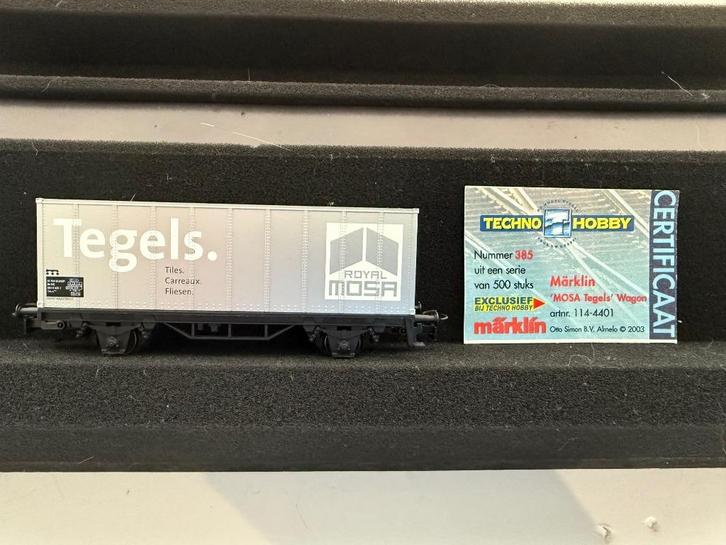 Tegels.
Tiles.
Carreaux.
Fliesen.
ROYAL
MOSA
TECHNO HOBBY
Nummer 385
uit een serie
van 500 stuks
EXCLUSIEF
BIJ TECHNO HOBBY
märklin
Märklin
'MOSA Tegels' Wagon
artnr. 114-4401
Otto Simon B.V. Almelo © 2003
CERTIFICAAT